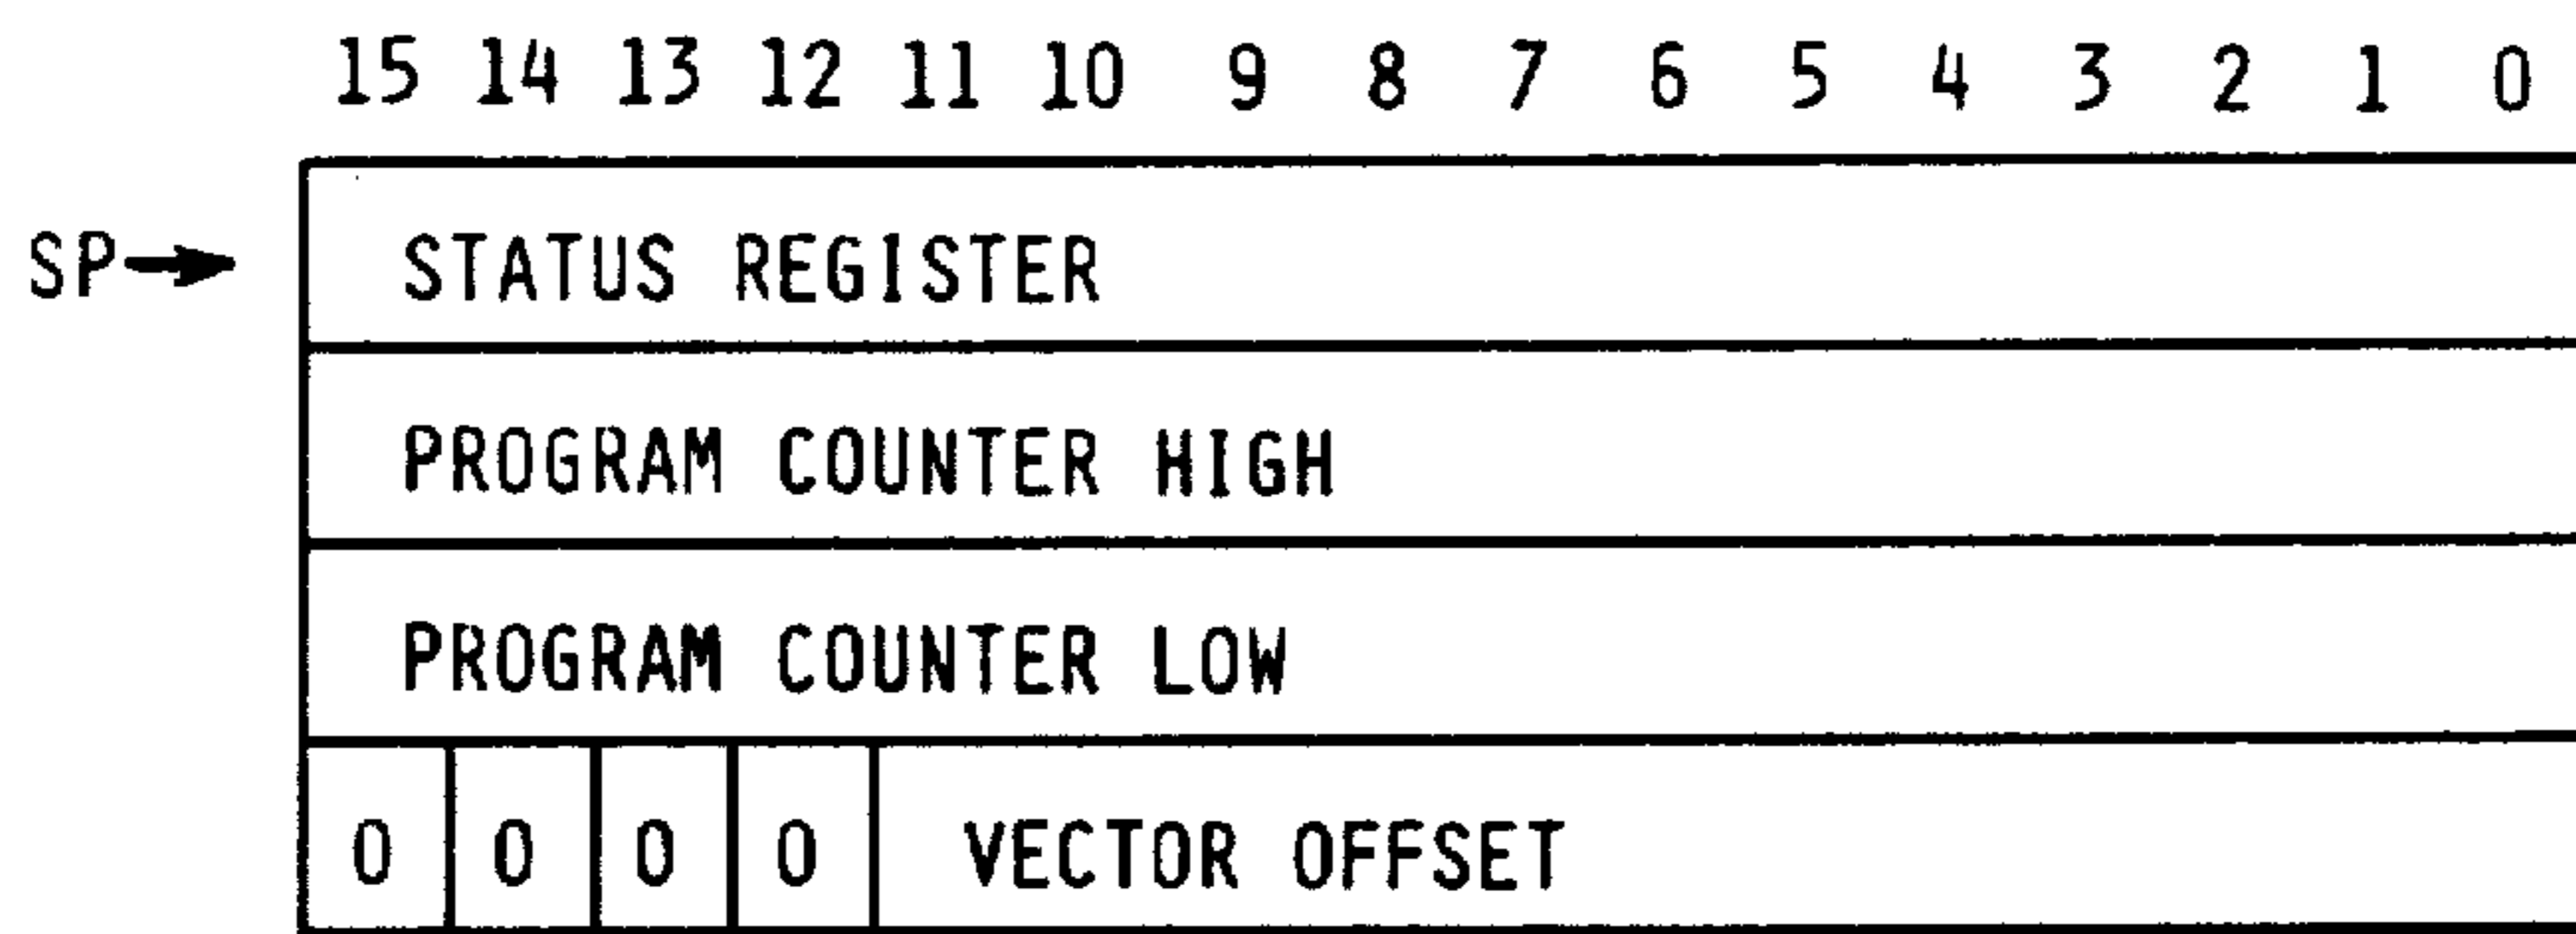 15 14 13 12 11 10 9 8 7 6 5 4 3 2 1 0
SP STATUS REGISTER
PROGRAM COUNTER HIGH
PROGRAM COUNTER LOW
0 0 0 0 VECTOR OFFSET